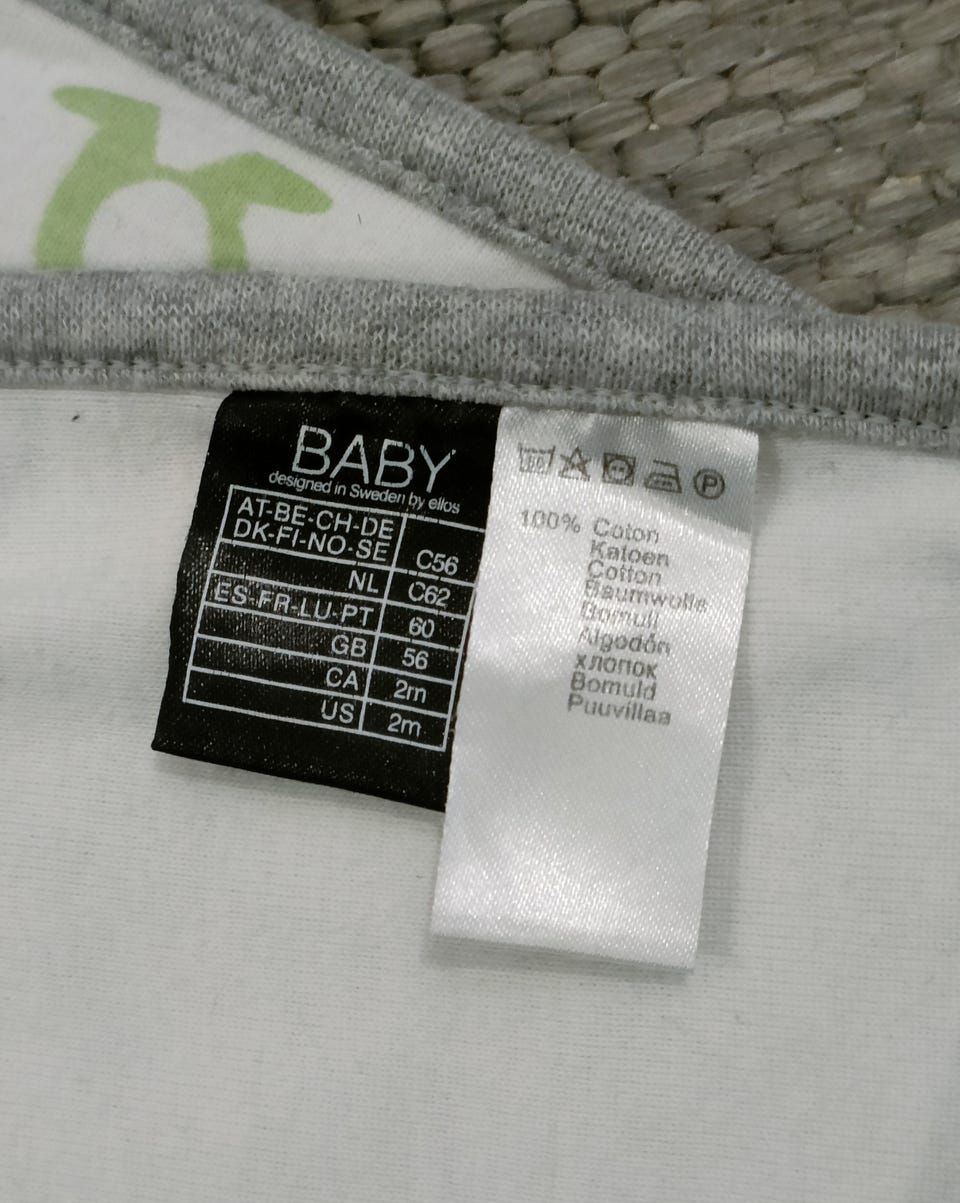 BABY
designed in Sweden by ellos
AT-BE-CH-DE
DK-FI-NO-SE C56
NL C62
ES-FR-LU-PT 60
GB 56
CA 2m
US 2m
P
100% Coton
Katoen
Cotton
Baumwolle
Bomull
Algodón
хлопок
Bomuld
Puuvillaa